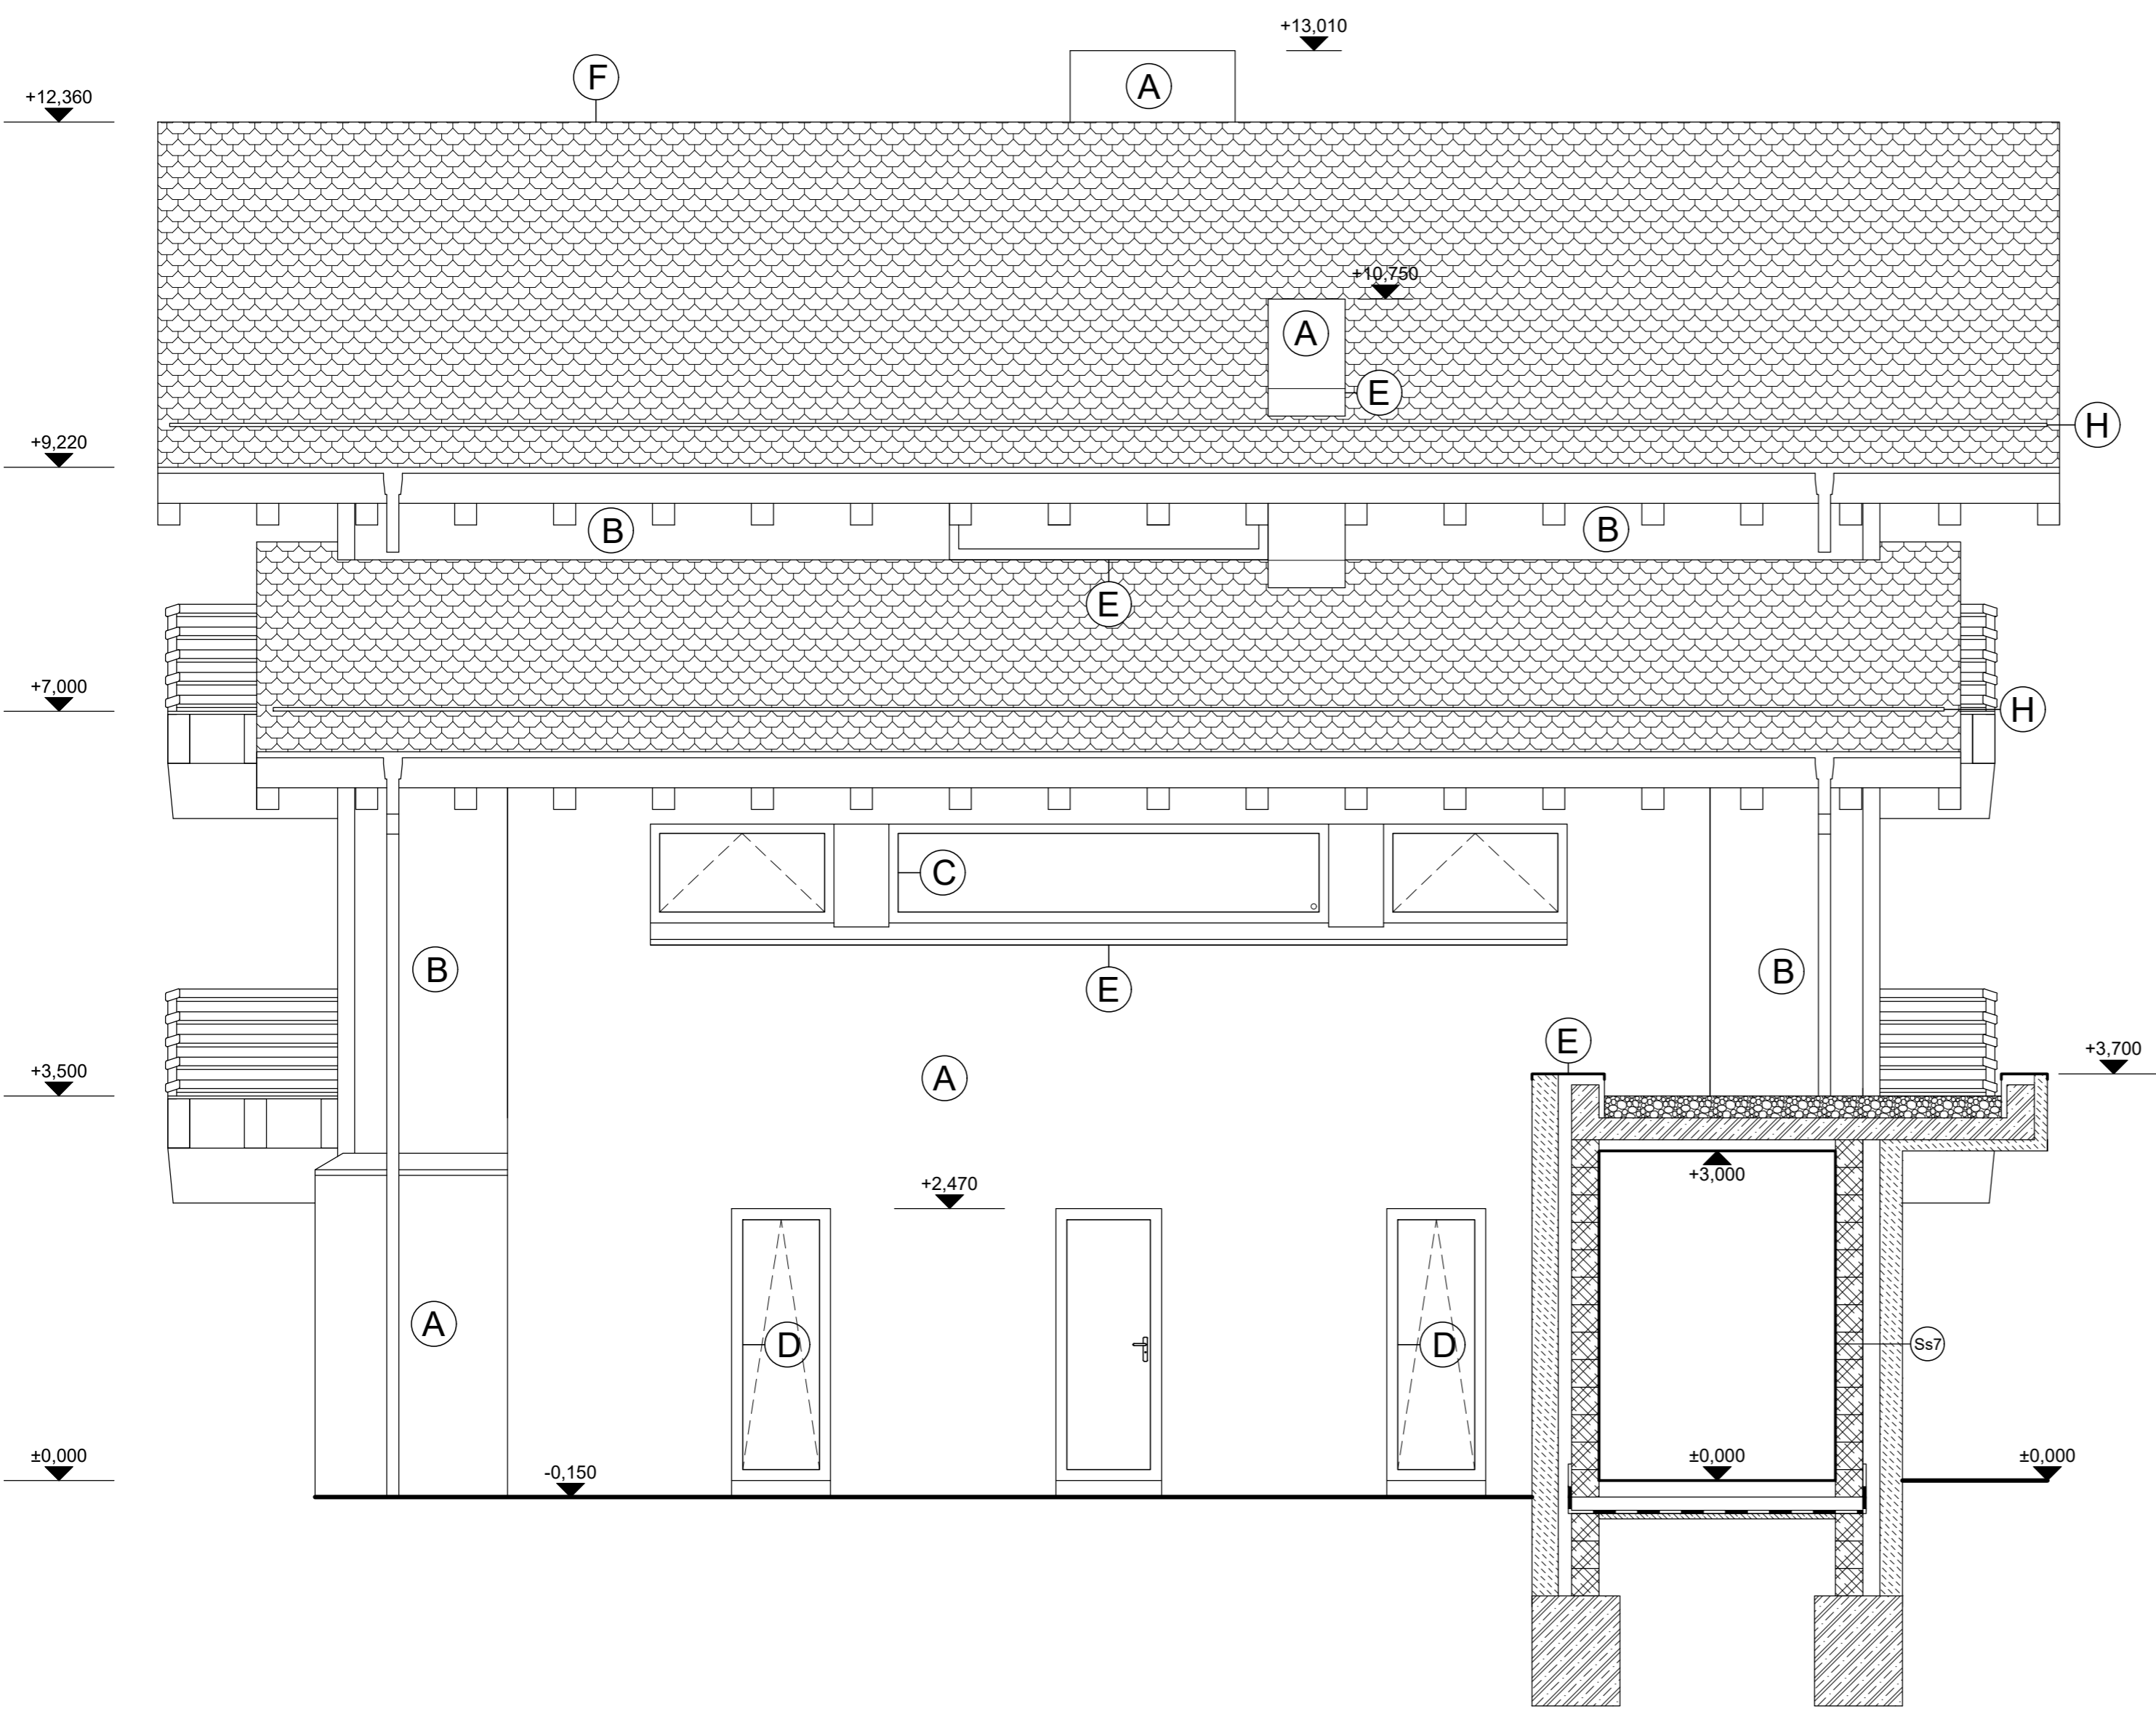 +13,010
F
A
+12,360
+10,750
A
E
H
+9,220
B
B
E
+7,000
H
C
B
B
E
E
A
+3,700
+3,500
+3,000
+2,470
A
D
D
Ss7
±0,000
-0,150
±0,000
±0,000